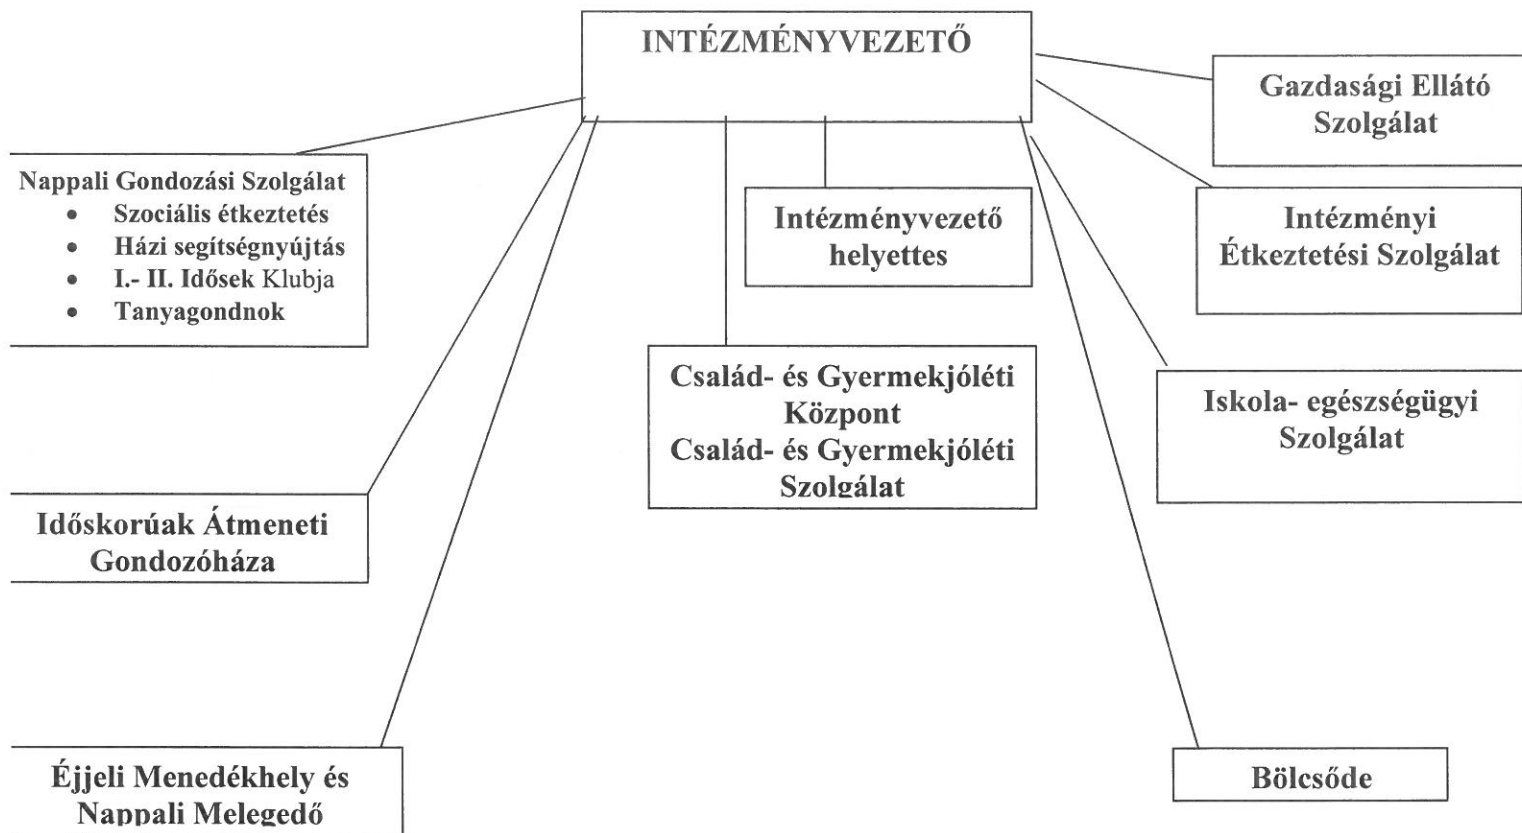 INTÉZMÉNYVEZETŐ
Gazdasági Ellátó
Szolgálat
Nappali Gondozási Szolgálat
• Szociális étkeztetés
• Házi segítségnyújtás
• I.- II. Idősek Klubja
• Tanyagondnok
Intézményvezető
helyettes
Intézményi
Étkeztetési Szolgálat
Család- és Gyermekjóléti
Központ
Család- és Gyermekjóléti
Szolgálat
Iskola- egészségügyi
Szolgálat
Időskorúak Átmeneti
Gondozóháza
Éjjeli Menedékhely és
Nappali Melegedő
Bölcsőde